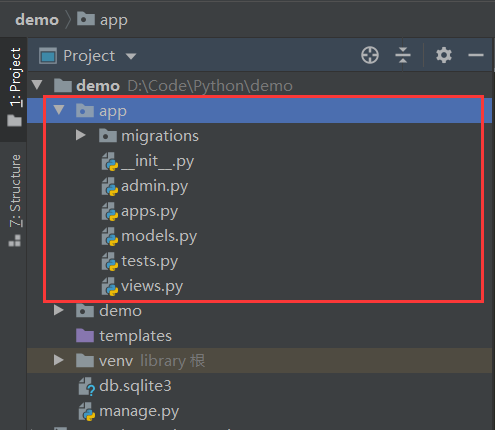 demo app
1: Project
Project
demo D:\Code\Python\demo
app
migrations
__init__.py
admin.py
apps.py
models.py
tests.py
views.py
7: Structure
demo
templates
venv library 根
db.sqlite3
manage.py